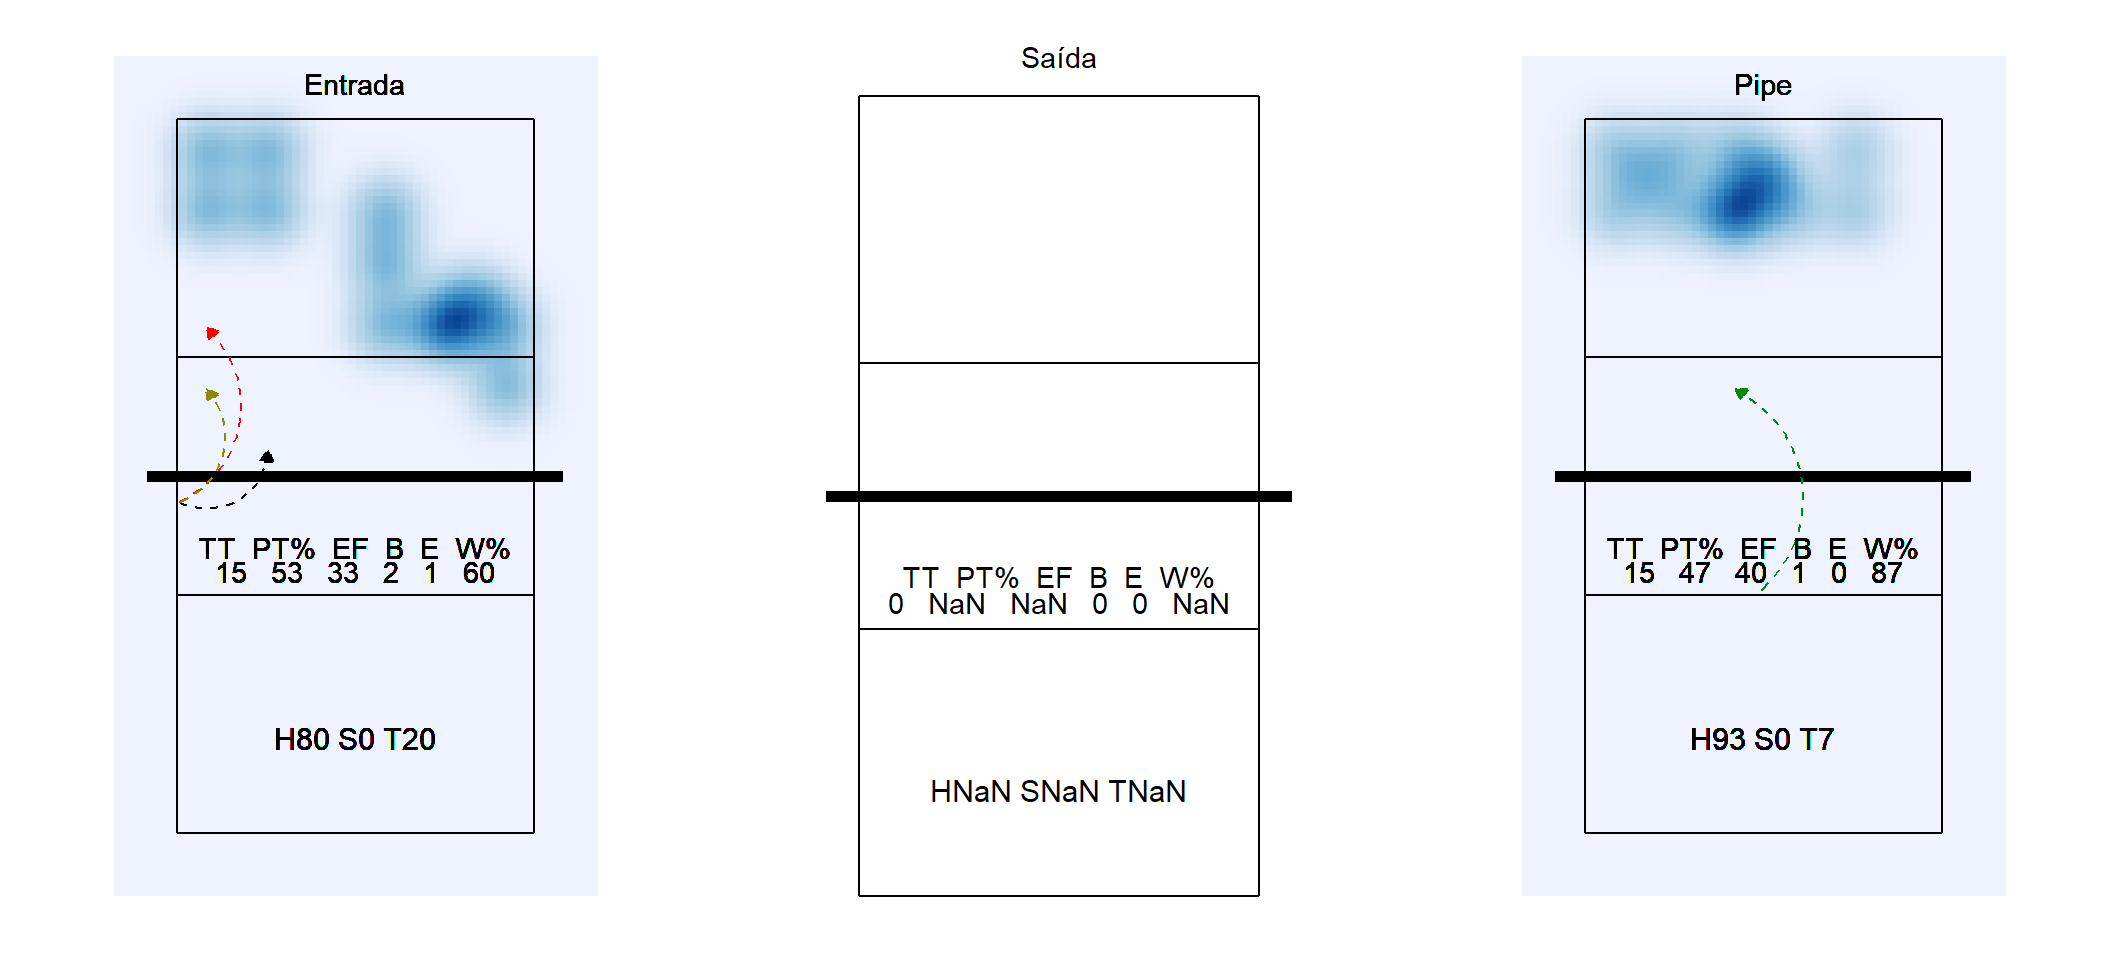 Entrada
TT PT% EF B E W%
15 53 33 2 1 60
H80 S0 T20
Saída
TT PT% EF B E W%
0 NaN NaN 0 0 NaN
HNaN SNaN TNaN
Pipe
TT PT% EF B E W%
15 47 40 1 0 87
H93 S0 T7